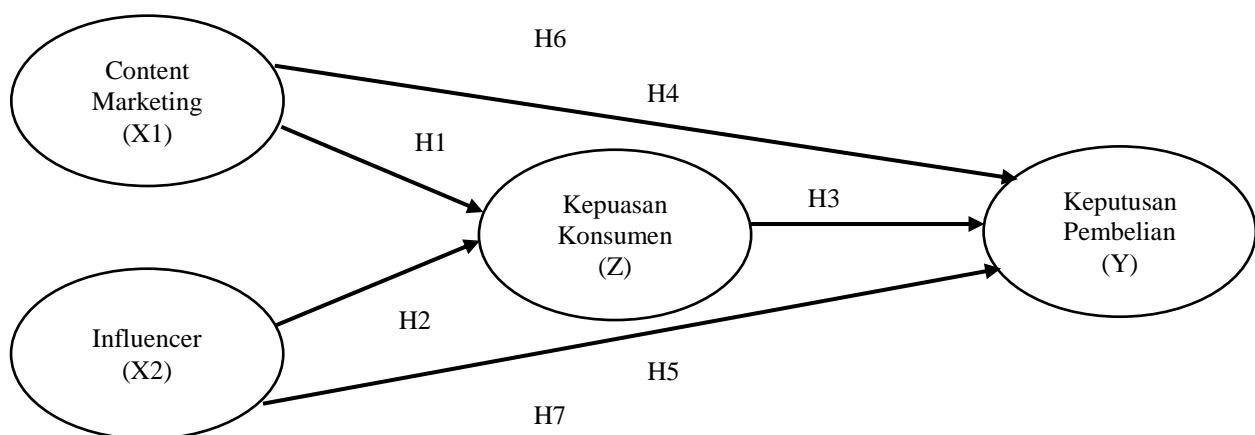 H6
Content
Marketing
(X1)
H4
H1
Kepuasan
Konsumen
(Z)
H3
Keputusan
Pembelian
(Y)
Influencer
(X2)
H2
H5
H7